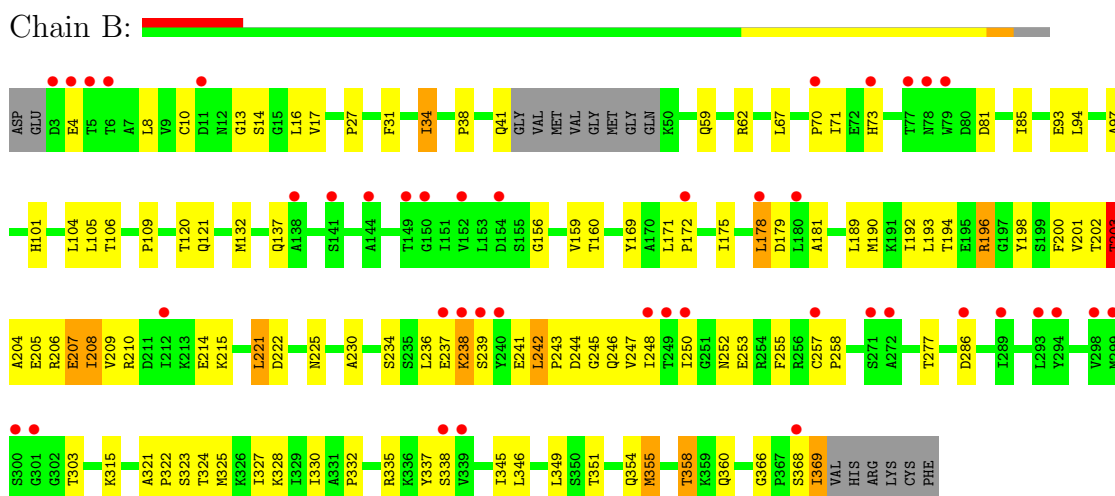 Chain B:
ASP GLU D3 E4 T5 T6 A7 L8 V9 C10 D11 N12 G13 S14 G15 L16 V17 P27 F31 I34 P38 Q41 GLY VAL MET VAL GLY MET GLY GLN K50 Q59 R62 L67 P70 I71 E72 H73 T77 N78 W79 D80 D81 I85 E93 L94 A97
H101 L104 L105 T106 P109 T120 Q121 M132 Q137 A138 S141 A144 T149 G150 I151 V152 L153 D154 S155 G156 V159 T160 Y169 A170 L171 P172 I175 L178 D179 L180 A181 L189 M190 K191 I192 L193 T194 E195 R196 G197 Y198 S199 F200 V201 T202 T203
A204 E205 R206 E207 I208 V209 R210 D211 I212 K213 E214 K215 L221 D222 N225 A230 S234 S235 L236 E237 K238 S239 Y240 E241 L242 P243 D244 G245 Q246 V247 I248 T249 I250 G251 N252 E253 R254 F255 R256 C257 P258 S271 A272 T277 D286 I289 L293 Y294 V298 M299
S300 G301 G302 T303 K315 A321 P322 S323 T324 M325 K326 I327 K328 I329 I330 A331 P332 R335 K336 Y337 S338 V339 I345 L346 L349 S350 T351 Q354 M355 T358 K359 Q360 G366 P367 S368 I369 VAL HIS ARG LYS CYS PHE